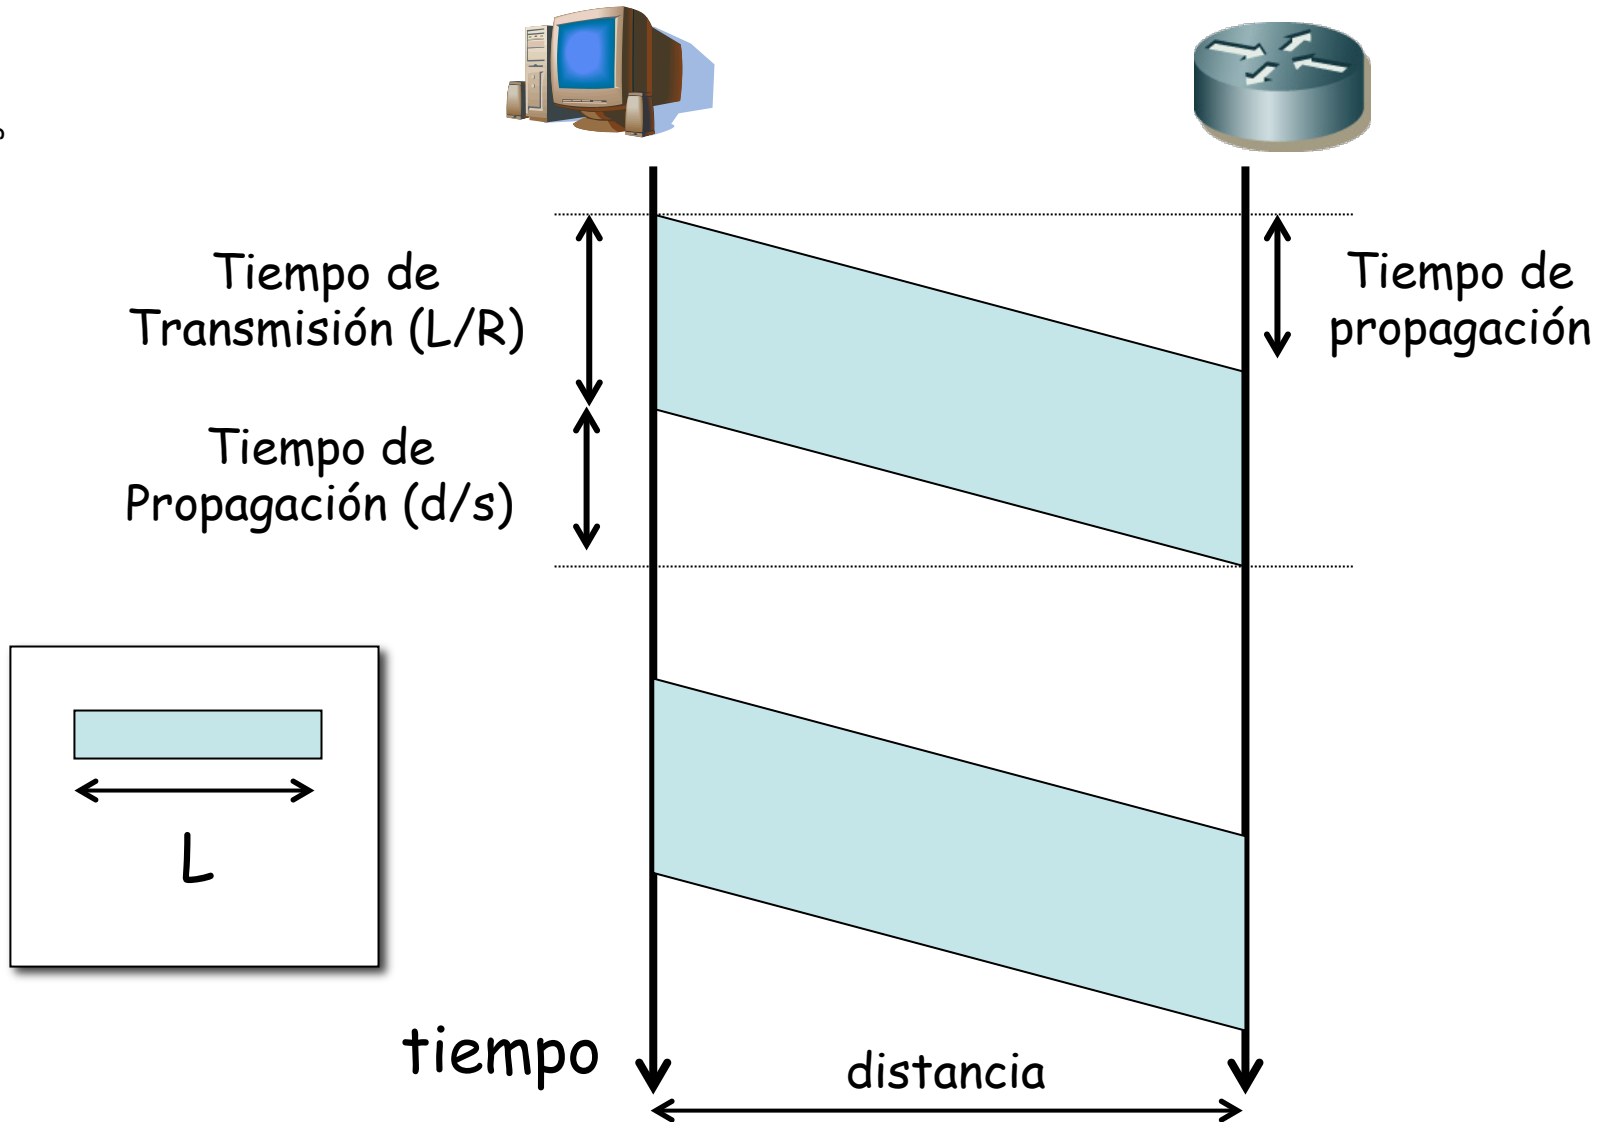 Tiempo de
Transmisión (L/R)
Tiempo de
propagación
Tiempo de
Propagación (d/s)
L
tiempo
distancia